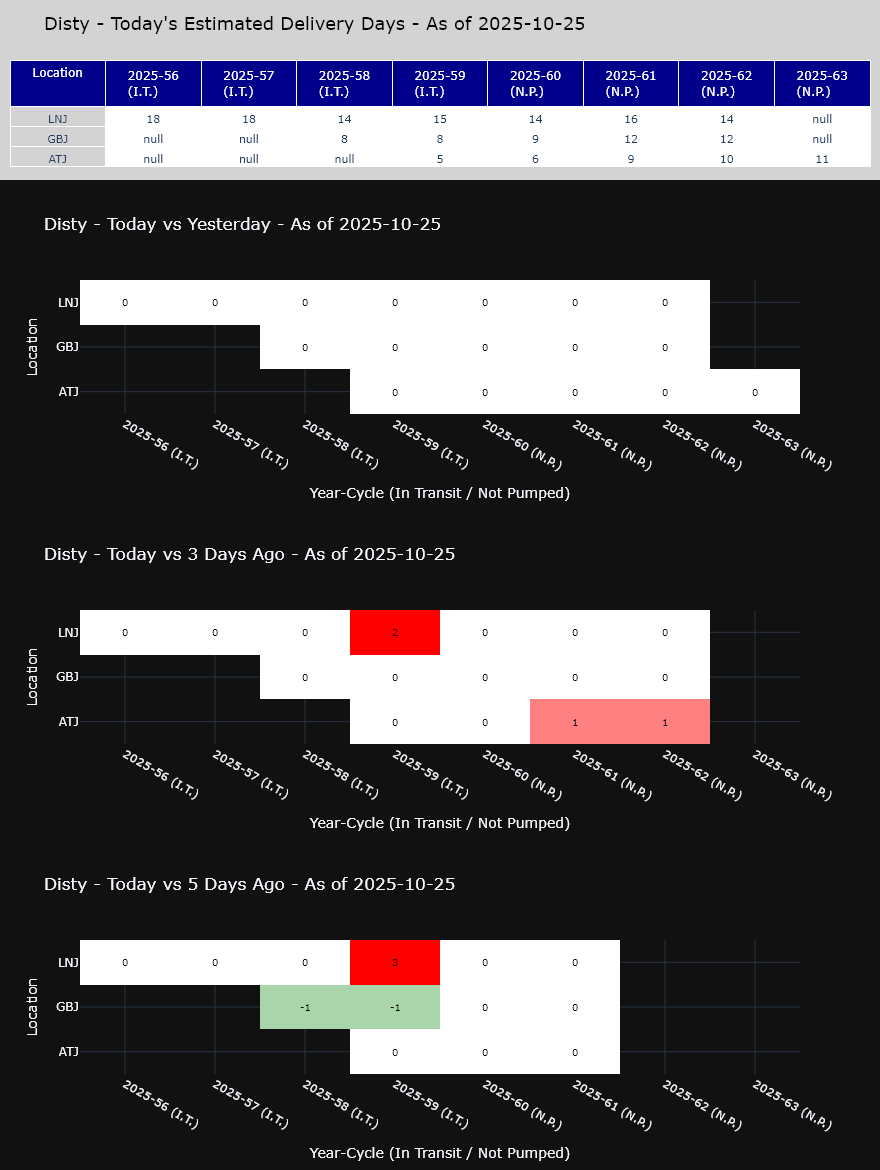 Disty - Today's Estimated Delivery Days - As of 2025-10-25
Location 2025-56 (I.T.) 2025-57 (I.T.) 2025-58 (I.T.) 2025-59 (I.T.) 2025-60 (N.P.) 2025-61 (N.P.) 2025-62 (N.P.) 2025-63 (N.P.)
LNJ 18 18 14 15 14 16 14 null
GBJ null null 8 8 9 12 12 null
ATJ null null null 5 6 9 10 11
Disty - Today vs Yesterday - As of 2025-10-25
Location
LNJ 0 0 0 0 0 0 0
GBJ 0 0 0 0 0
ATJ 0 0 0 0 0
2025-56 (I.T.) 2025-57 (I.T.) 2025-58 (I.T.) 2025-59 (I.T.) 2025-60 (N.P.) 2025-61 (N.P.) 2025-62 (N.P.) 2025-63 (N.P.)
Year-Cycle (In Transit / Not Pumped)
Disty - Today vs 3 Days Ago - As of 2025-10-25
Location
LNJ 0 0 0 2 0 0 0
GBJ 0 0 0 0 0
ATJ 0 0 1 1
2025-56 (I.T.) 2025-57 (I.T.) 2025-58 (I.T.) 2025-59 (I.T.) 2025-60 (N.P.) 2025-61 (N.P.) 2025-62 (N.P.) 2025-63 (N.P.)
Year-Cycle (In Transit / Not Pumped)
Disty - Today vs 5 Days Ago - As of 2025-10-25
Location
LNJ 0 0 0 3 0 0
GBJ -1 -1 0 0
ATJ 0 0 0
2025-56 (I.T.) 2025-57 (I.T.) 2025-58 (I.T.) 2025-59 (I.T.) 2025-60 (N.P.) 2025-61 (N.P.) 2025-62 (N.P.) 2025-63 (N.P.)
Year-Cycle (In Transit / Not Pumped)